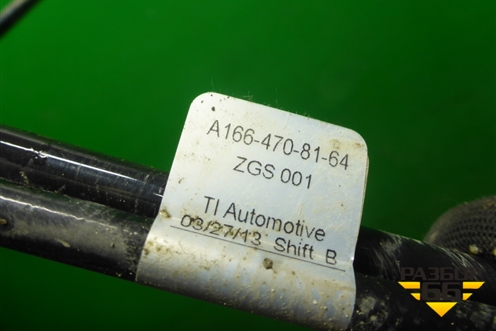 A166-470-81-64
ZGS 001
TI Automotive
03/27/13 Shift B
РАЗБОР
66